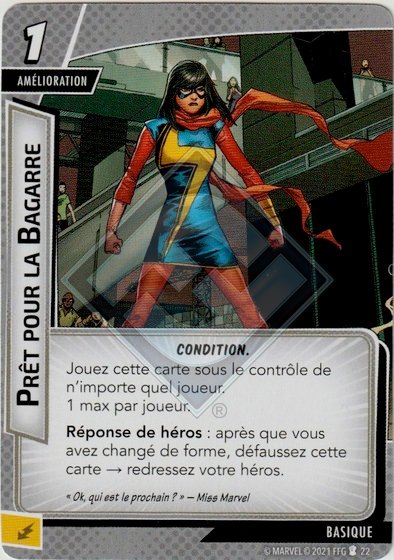 1
AMÉLIORATION
PRÊT POUR LA BAGARRE
CONDITION.
Jouez cette carte sous le contrôle de
n'importe quel joueur.
1 max par joueur.
Réponse de héros : après que vous
avez changé de forme, défaussez cette
carte → redressez votre héros.
« Ok, qui est le prochain ? » – Miss Marvel
BASIQUE
© MARVEL © 2021 FFG 22